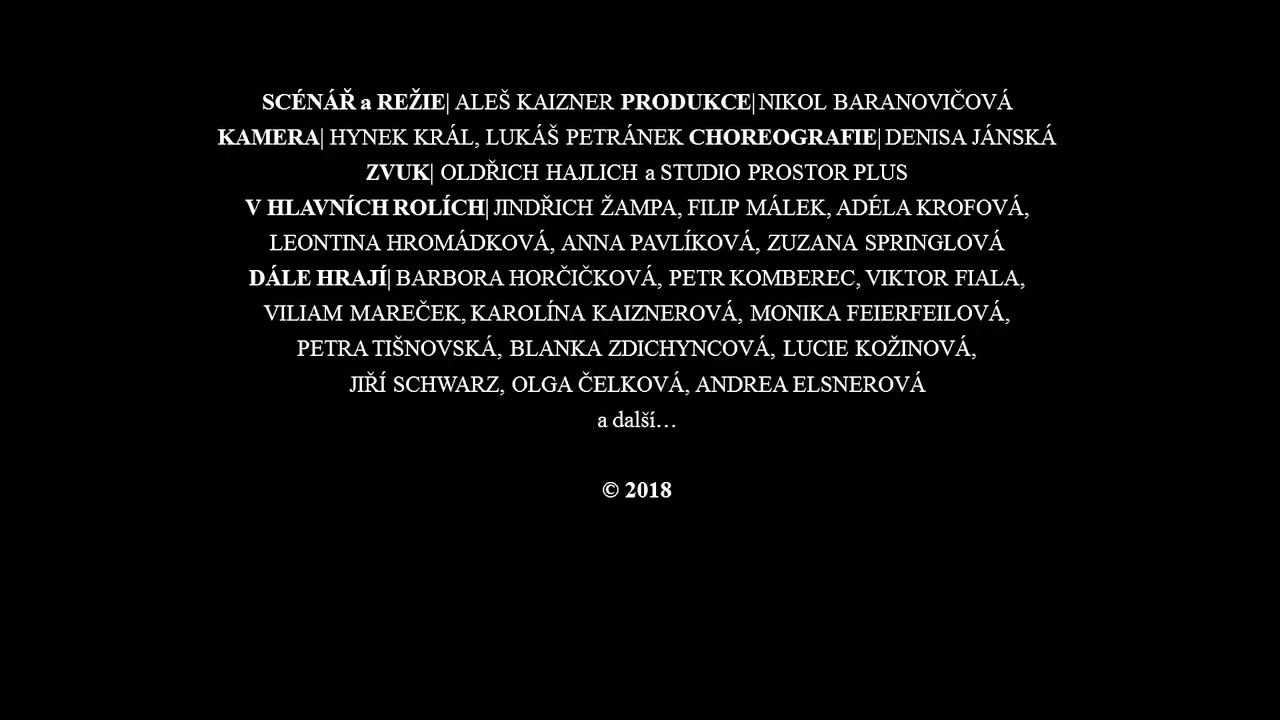 SCÉNÁŘ a REŽIE| ALEŠ KAIZNER PRODUKCE| NIKOL BARANOVIČOVÁ
KAMERA| HYNEK KRÁL, LUKÁŠ PETRÁNEK CHOREOGRAFIE| DENISA JÁNSKÁ
ZVUK| OLDŘICH HAJLICH a STUDIO PROSTOR PLUS
V HLAVNÍCH ROLÍCH| JINDŘICH ŽAMPA, FILIP MÁLEK, ADÉLA KROFOVÁ,
LEONTINA HROMÁDKOVÁ, ANNA PAVLÍKOVÁ, ZUZANA SPRINGLOVÁ
DÁLE HRAJÍ| BARBORA HORČIČKOVÁ, PETR KOMBEREC, VIKTOR FIALA,
VILIAM MAREČEK, KAROLÍNA KAIZNEROVÁ, MONIKA FEIERFEILOVÁ,
PETRA TIŠNOVSKÁ, BLANKA ZDICHYNCOVÁ, LUCIE KOŽINOVÁ,
JIŘÍ SCHWARZ, OLGA ČELKOVÁ, ANDREA ELSNEROVÁ
a další…
© 2018